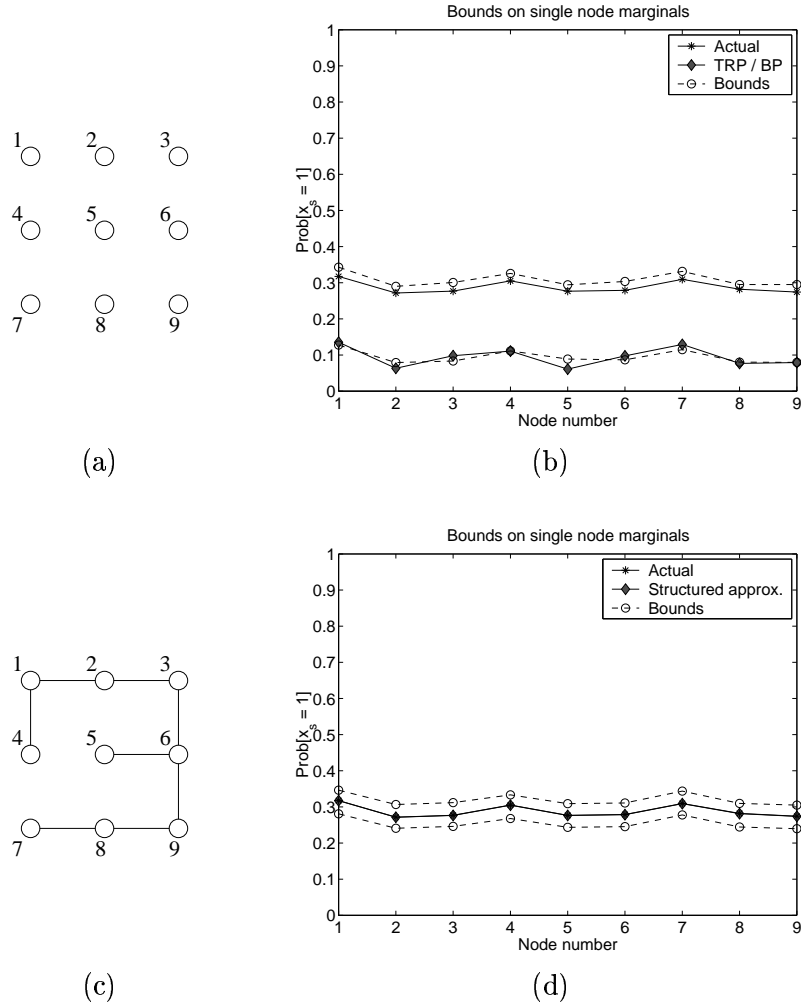 1 2 3
4 5 6
7 8 9
(a)
Bounds on single node marginals
Actual
TRP / BP
Bounds
Prob[x_s = 1]
1
0.9
0.8
0.7
0.6
0.5
0.4
0.3
0.2
0.1
0
1 2 3 4 5 6 7 8 9
Node number
(b)
1 2 3
4 5 6
7 8 9
(c)
Bounds on single node marginals
Actual
Structured approx.
Bounds
Prob[x_s = 1]
1
0.9
0.8
0.7
0.6
0.5
0.4
0.3
0.2
0.1
0
1 2 3 4 5 6 7 8 9
Node number
(d)